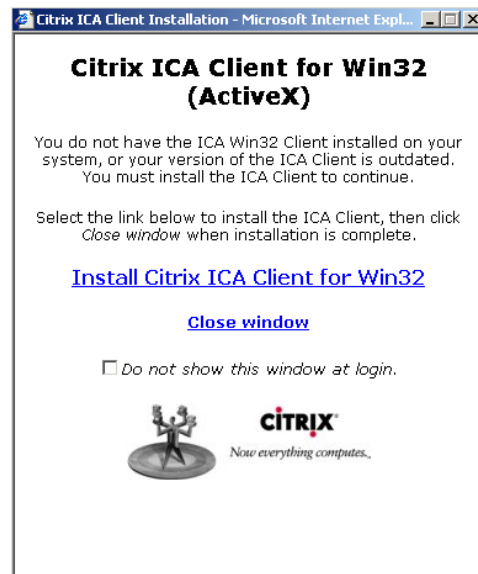 Citrix ICA Client Installation - Microsoft Internet Expl...
Citrix ICA Client for Win32
(ActiveX)
You do not have the ICA Win32 Client installed on your
system, or your version of the ICA Client is outdated.
You must install the ICA Client to continue.
Select the link below to install the ICA Client, then click
Close window when installation is complete.
Install Citrix ICA Client for Win32
Close window
Do not show this window at login.
CITRIX
Now everything computes.